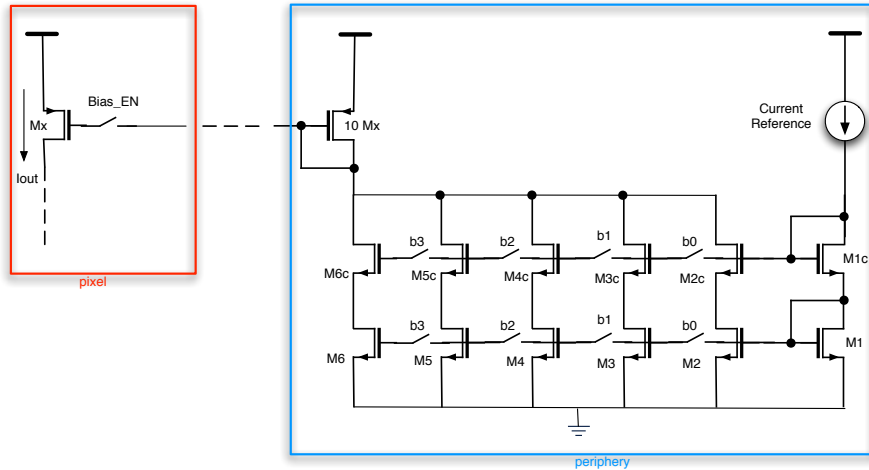 Bias_EN
Mx
10 Mx
Current
Reference
Iout
b3
b2
b1
b0
M6c
M5c
M4c
M3c
M2c
M1c
pixel
b3
b2
b1
b0
M6
M5
M4
M3
M2
M1
periphery